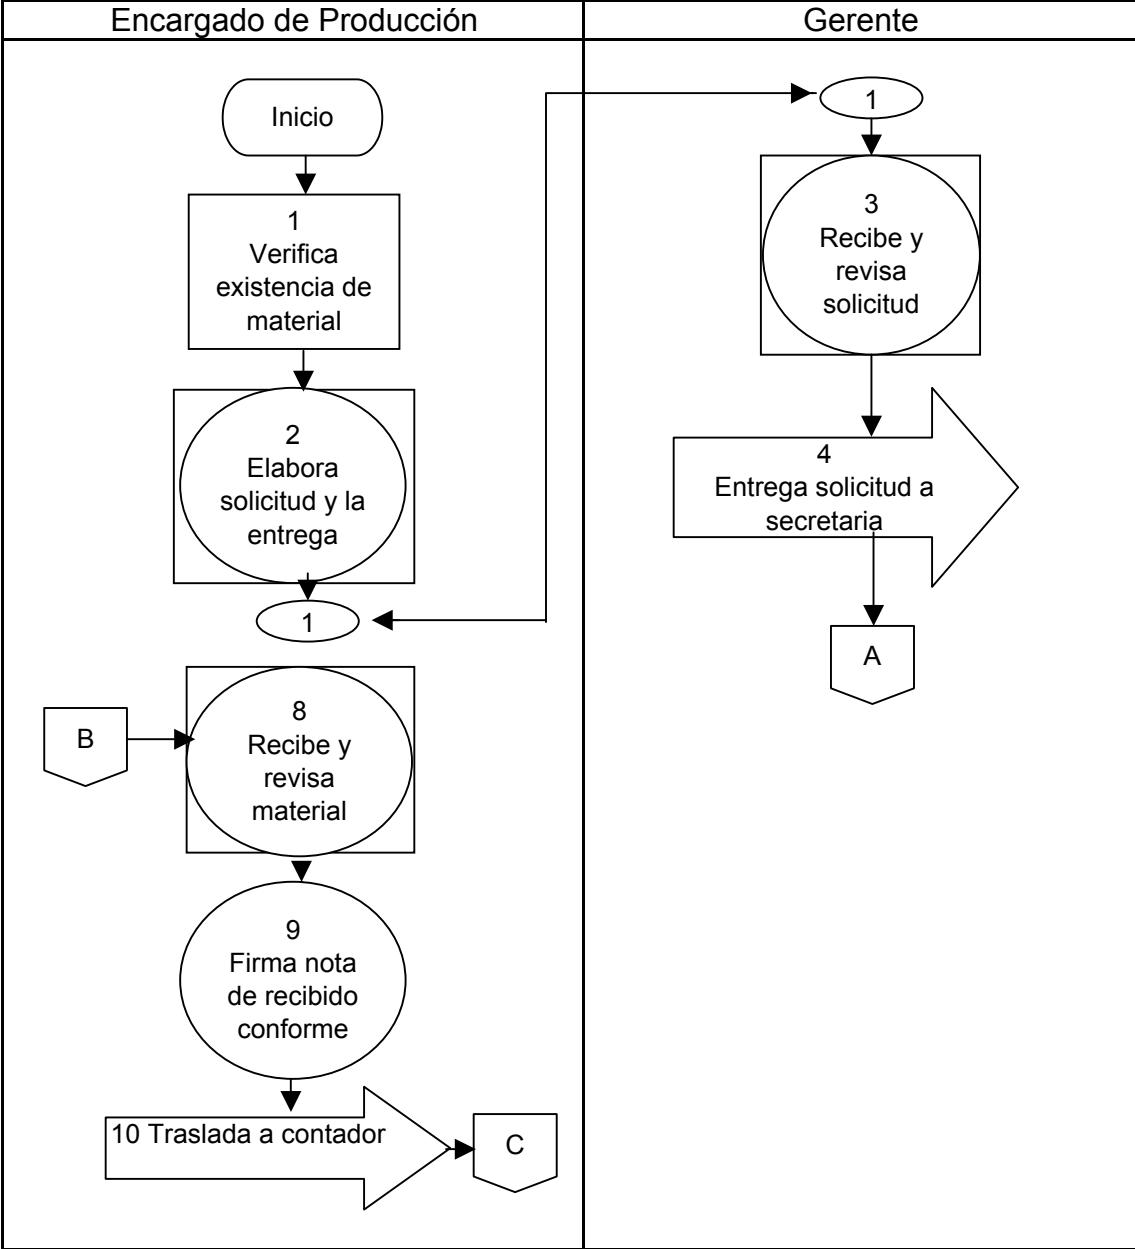 Encargado de Producción
Gerente
Inicio
1
Verifica
existencia de
material
2
Elabora
solicitud y la
entrega
1
B
8
Recibe y
revisa
material
9
Firma nota
de recibido
conforme
10 Traslada a contador
C
1
3
Recibe y
revisa
solicitud
4
Entrega solicitud a
secretaria
A